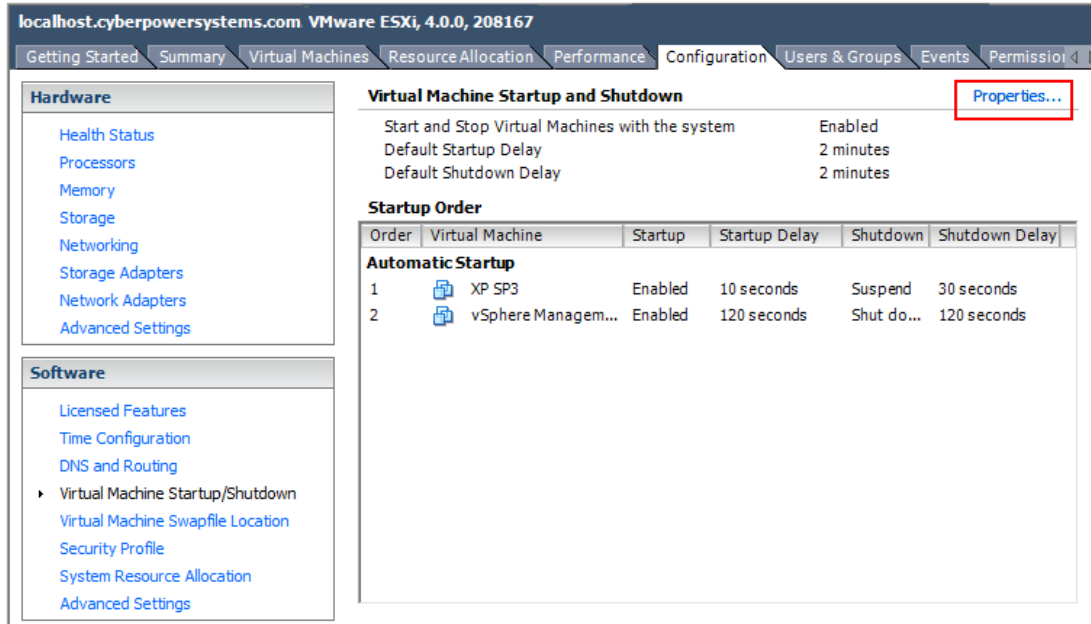 localhost.cyberpowersystems.com VMware ESXi, 4.0.0, 208167
Getting Started Summary Virtual Machines Resource Allocation Performance Configuration Users & Groups Events
Hardware
Health Status
Processors
Memory
Storage
Networking
Storage Adapters
Network Adapters
Advanced Settings
Software
Licensed Features
Time Configuration
DNS and Routing
Virtual Machine Startup/Shutdown
Virtual Machine Swapfile Location
Security Profile
System Resource Allocation
Advanced Settings
Virtual Machine Startup and Shutdown Properties...
Start and Stop Virtual Machines with the system Enabled
Default Startup Delay 2 minutes
Default Shutdown Delay 2 minutes
Startup Order
Order Virtual Machine Startup Startup Delay Shutdown Shutdown Delay
Automatic Startup
1 XP SP3 Enabled 10 seconds Suspend 30 seconds
2 vSphere Managem... Enabled 120 seconds Shut do... 120 seconds